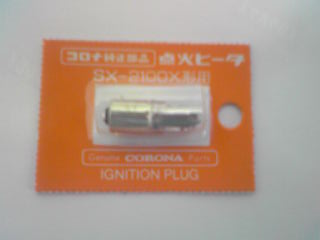 コロナ純正部品 点火ヒータ
SX-2100X形用
Genuine CORONA Parts
IGNITION PLUG